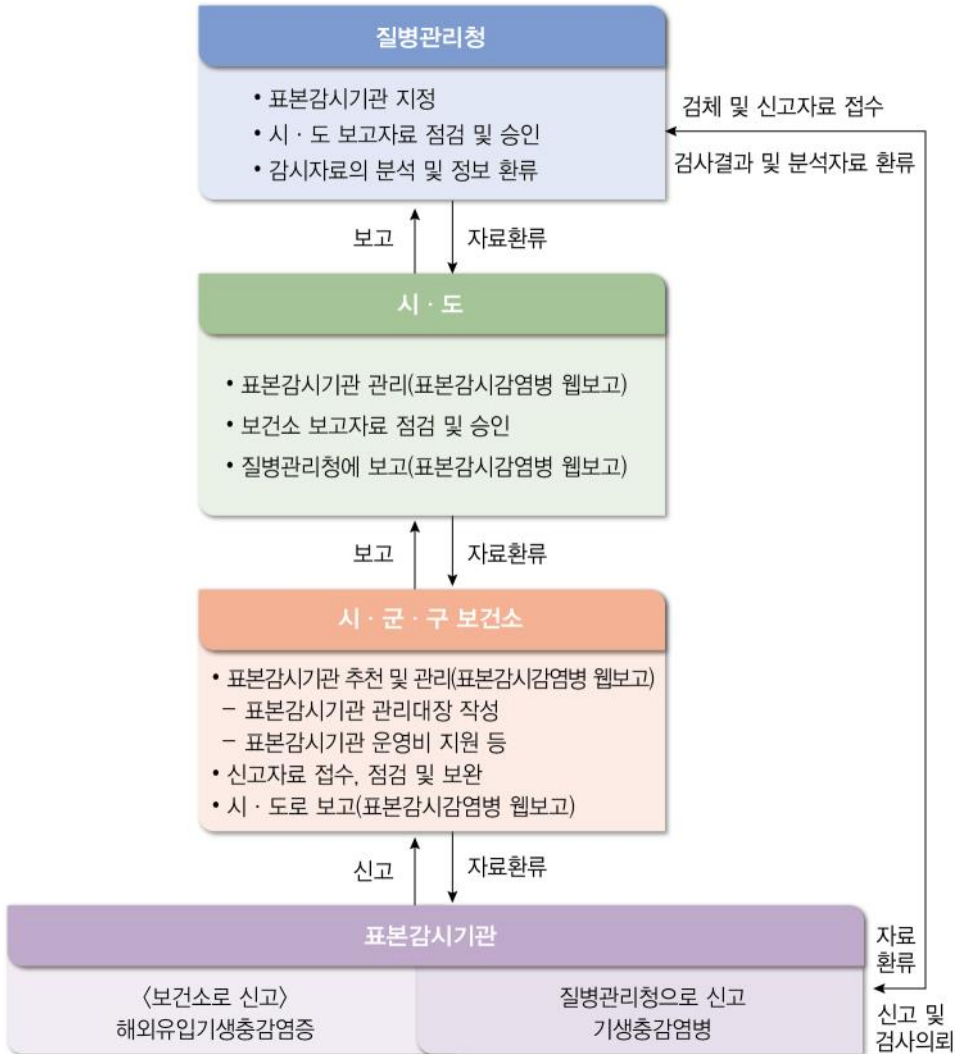 질병관리청
• 표본감시기관 지정
• 시 · 도 보고자료 점검 및 승인
• 감시자료의 분석 및 정보 환류
검체 및 신고자료 접수
검사결과 및 분석자료 환류
보고
자료환류
시 · 도
• 표본감시기관 관리(표본감시감염병 웹보고)
• 보건소 보고자료 점검 및 승인
• 질병관리청에 보고(표본감시감염병 웹보고)
보고
자료환류
시 · 군 · 구 보건소
• 표본감시기관 추천 및 관리(표본감시감염병 웹보고)
– 표본감시기관 관리대장 작성
– 표본감시기관 운영비 지원 등
• 신고자료 접수, 점검 및 보완
• 시 · 도로 보고(표본감시감염병 웹보고)
신고
자료환류
표본감시기관
〈보건소로 신고〉
해외유입기생충감염증
질병관리청으로 신고
기생충감염병
자료
환류
신고 및
검사의뢰